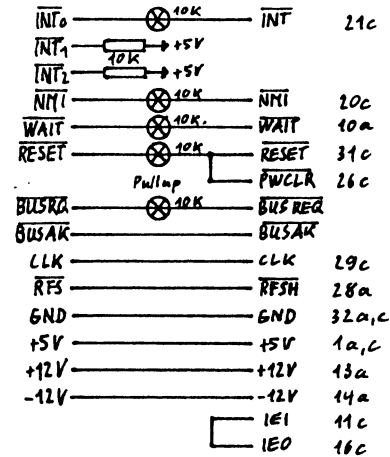 INT0 10K INT 21c
INT1 +5V
10K
INT2 +5V
NMI 10K NMI 20c
WAIT 10K. WAIT 10a
RESET 10K RESET 31c
PWCLR 26c
Pullup
BUSRQ 10K BUSREQ
BUSAK BUSAK
CLK CLK 29c
RFS RFSH 28a
GND GND 32a,c
+5V +5V 1a,c
+12V +12V 13a
-12V -12V 14a
IEI 11c
IEO 16c